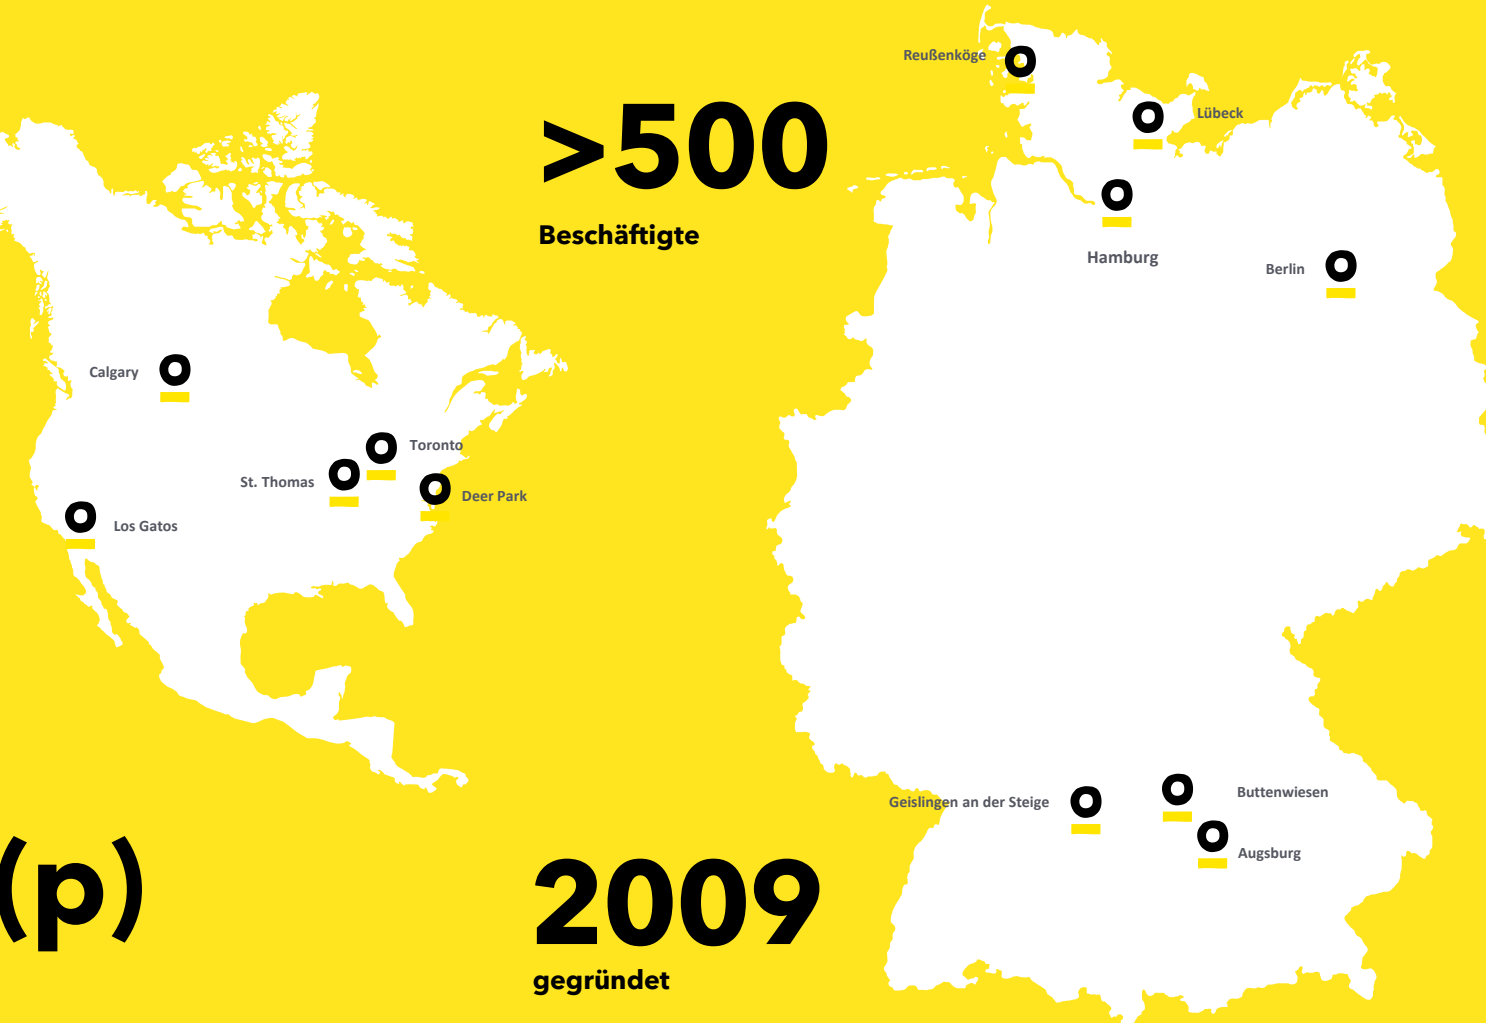 Reußenköge
Lübeck
>500
Beschäftigte
Hamburg
Berlin
Calgary
Toronto
St. Thomas
Deer Park
Los Gatos
Geislingen an der Steige
Buttenwiesen
Augsburg
(p)
2009
gegründet